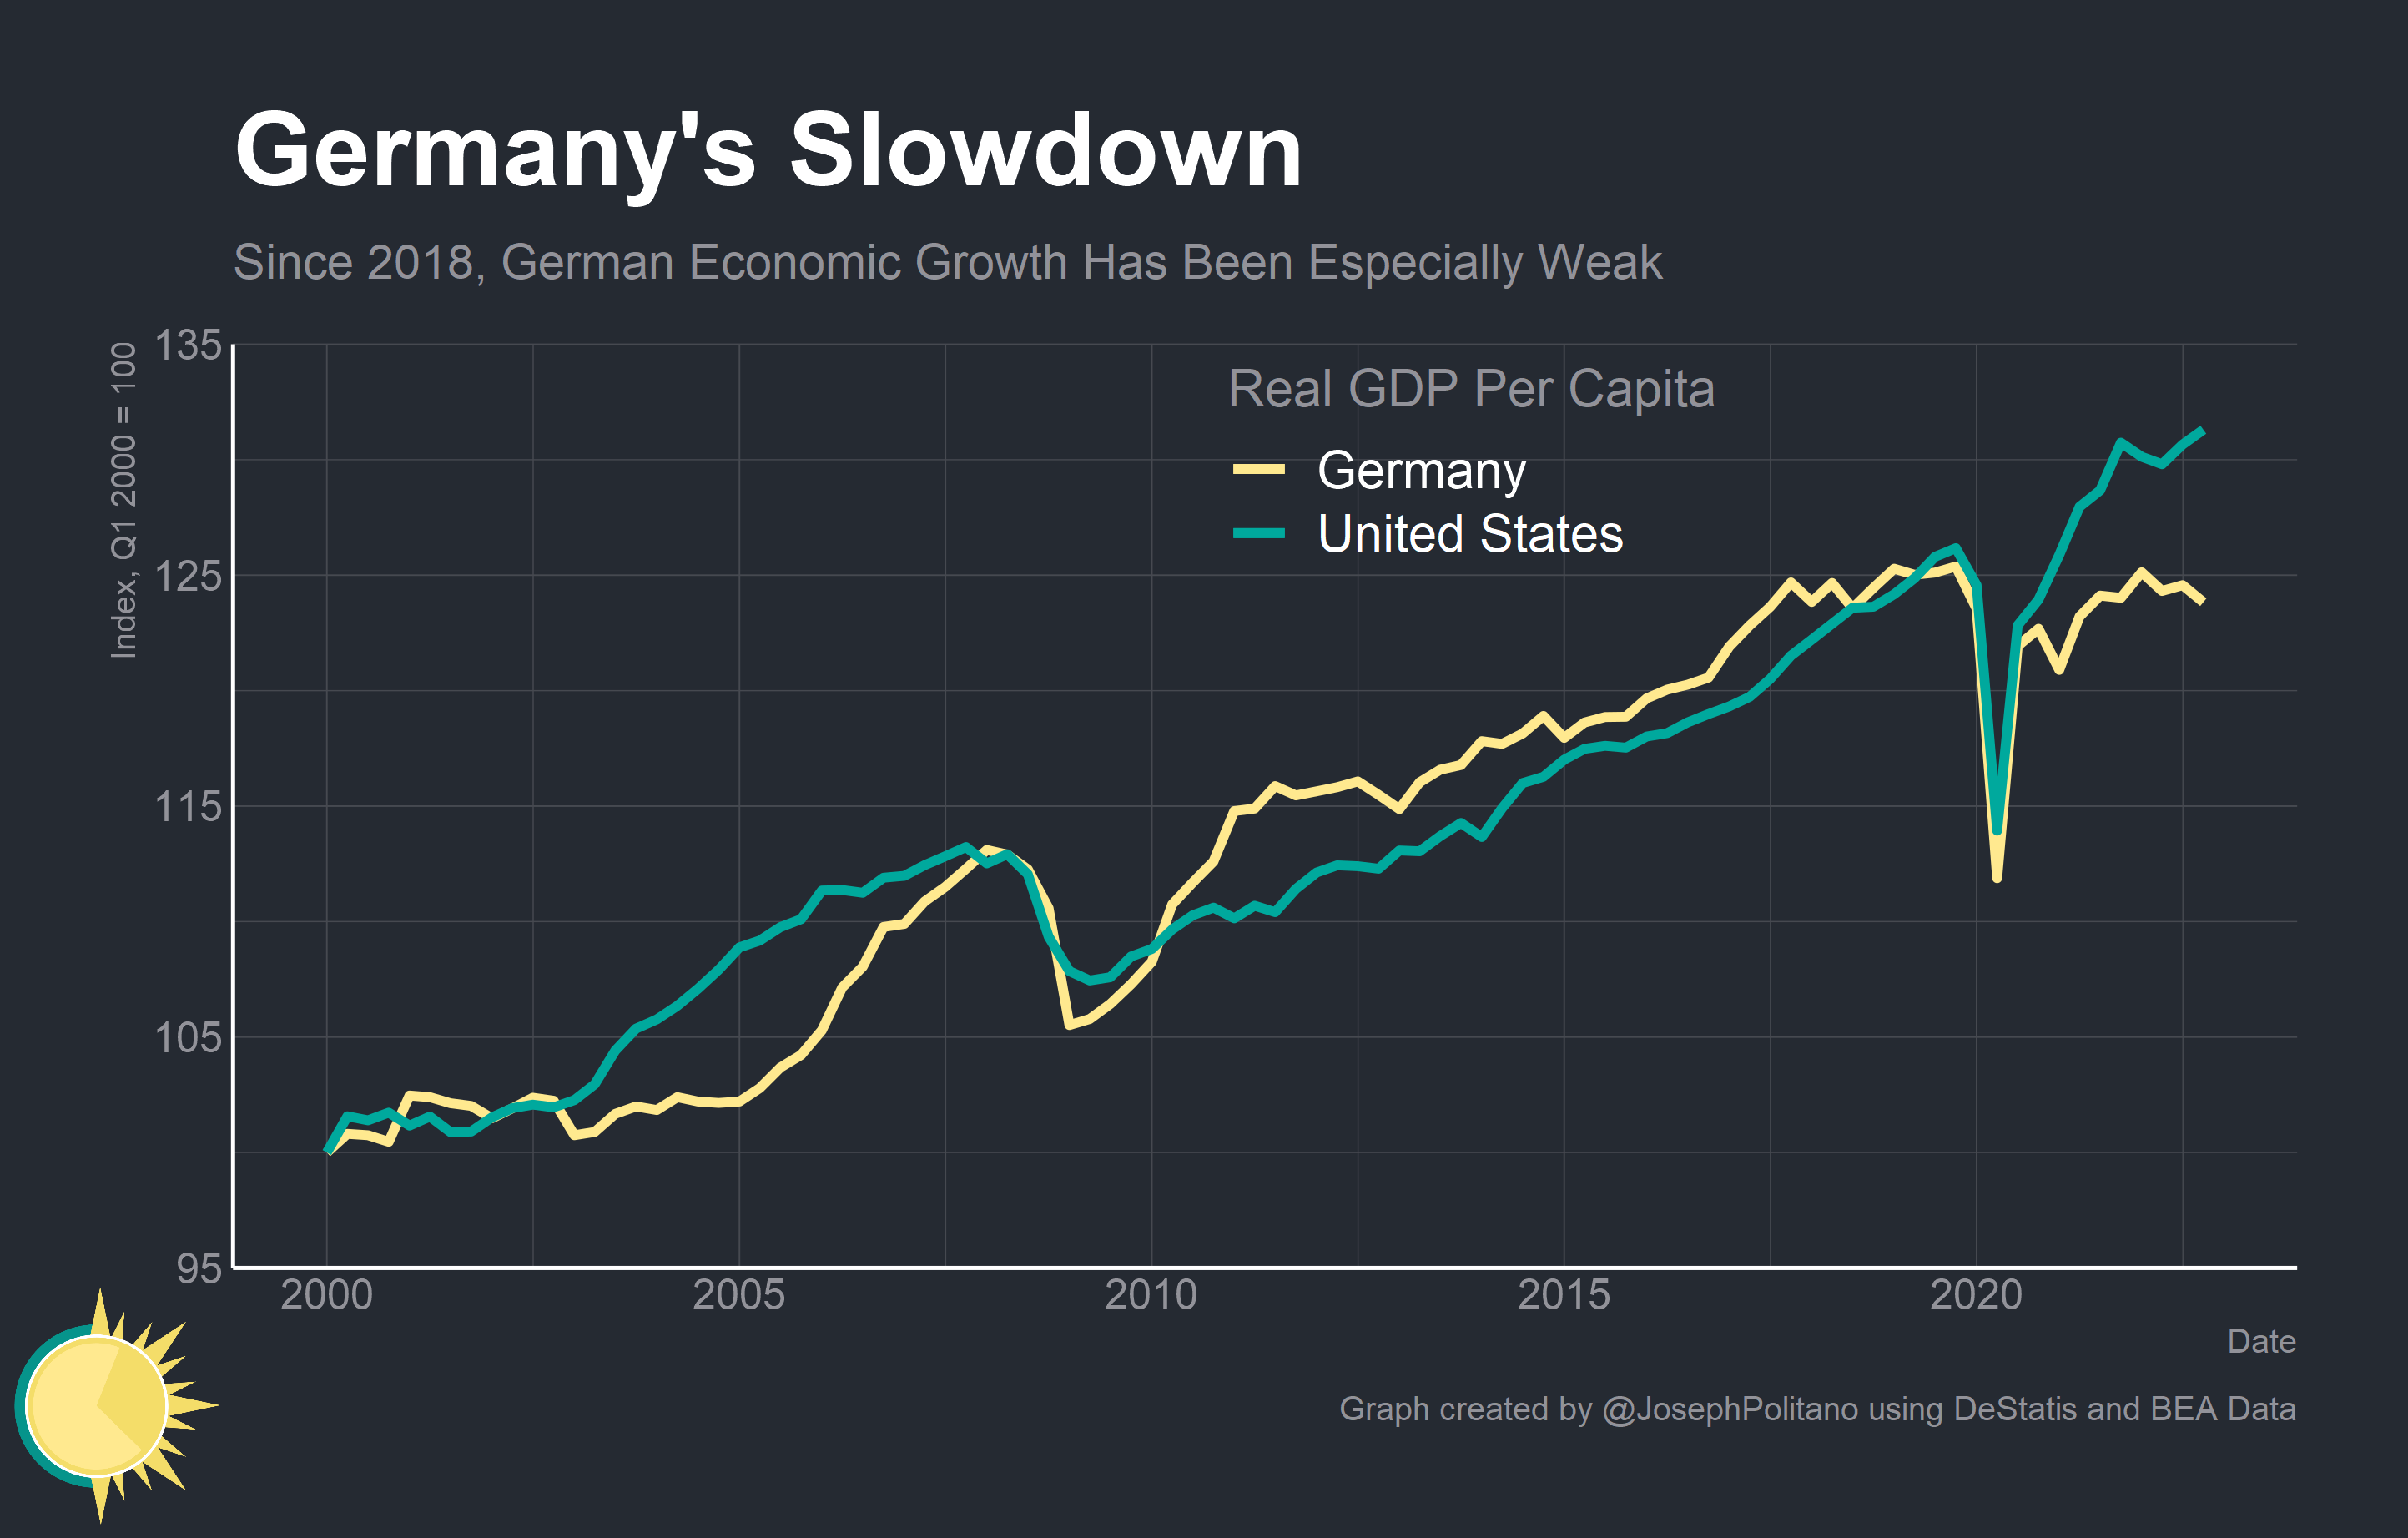 Germany's Slowdown
Since 2018, German Economic Growth Has Been Especially Weak
Index, Q1 2000 = 100
135
125
115
105
95
Real GDP Per Capita
Germany
United States
2000 2005 2010 2015 2020
Date
Graph created by @JosephPolitano using DeStatis and BEA Data